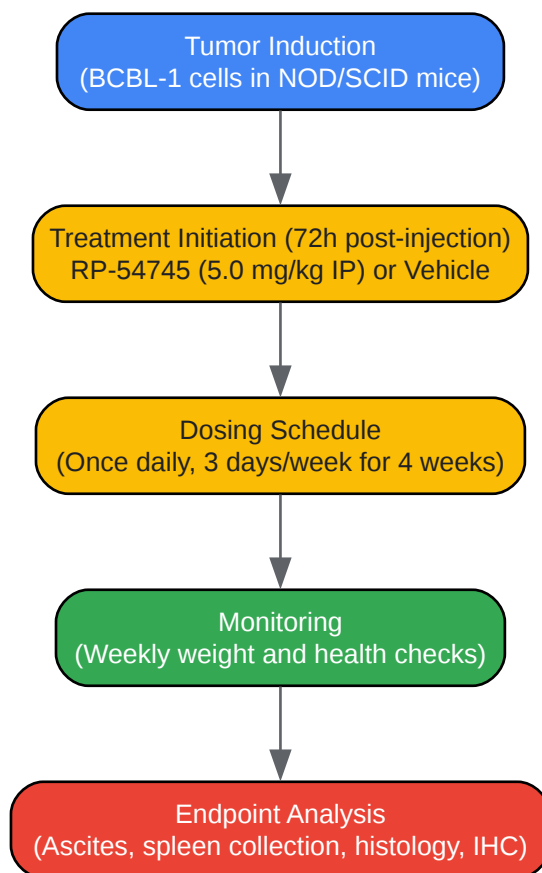 Tumor Induction
(BCBL-1 cells in NOD/SCID mice)
Treatment Initiation (72h post-injection)
RP-54745 (5.0 mg/kg IP) or Vehicle
Dosing Schedule
(Once daily, 3 days/week for 4 weeks)
Monitoring
(Weekly weight and health checks)
Endpoint Analysis
(Ascites, spleen collection, histology, IHC)